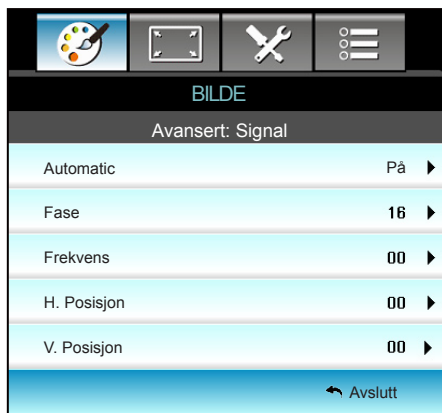 BILDE
Avansert: Signal
Automatic På
Fase 16
Frekvens 00
H. Posisjon 00
V. Posisjon 00
Avslutt